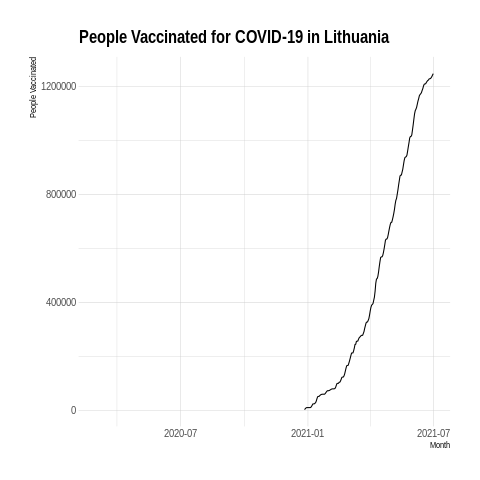 People Vaccinated for COVID-19 in Lithuania
People Vaccinated
1200000
800000
400000
0
2020-07
2021-01
2021-07
Month